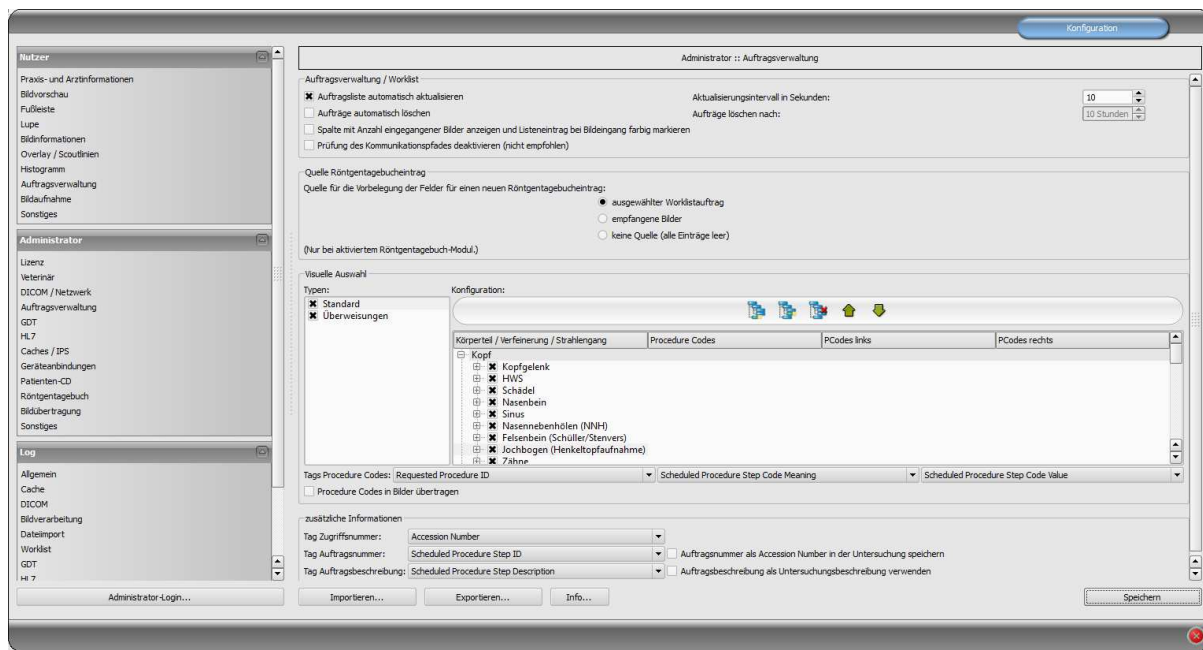 Konfiguration
Nutzer
Praxis- und Arztinformationen
Bildvorschau
Fußleiste
Lupe
Bildinformationen
Overlay / Scoutlinien
Histogramm
Auftragsverwaltung
Bildaufnahme
Sonstiges
Administrator
Lizenz
Veterinär
DICOM / Netzwerk
Auftragsverwaltung
GDT
HL7
Caches / IPS
Geräteanbindungen
Patienten-CD
Röntgentagebuch
Bildübertragung
Sonstiges
Log
Allgemein
Cache
DICOM
Bildverarbeitung
Dateiimport
Worklist
GDT
HL7
Administrator-Login...
Administrator :: Auftragsverwaltung
Auftragsverwaltung / Worklist
Auftragsliste automatisch aktualisieren Aktualisierungsintervall in Sekunden: 10
Aufträge automatisch löschen Aufträge löschen nach: 10 Stunden
Spalte mit Anzahl eingegangener Bilder anzeigen und Listeneintrag bei Bildeingang farbig markieren
Prüfung des Kommunikationspfades deaktivieren (nicht empfohlen)
Quelle Röntgentagebucheintrag
Quelle für die Vorbelegung der Felder für einen neuen Röntgentagebucheintrag:
ausgewählter Worklistauftrag
empfangene Bilder
keine Quelle (alle Einträge leer)
(Nur bei aktiviertem Röntgentagebuch-Modul.)
Visuelle Auswahl
Typen: Konfiguration:
Standard
Überweisungen
Körperteil / Verfeinerung / Strahlengang Procedure Codes PCodes links PCodes rechts
Kopf
Kopfgelenk
HWS
Schädel
Nasenbein
Sinus
Nasennebenhölen (NNH)
Felsenbein (Schüller/Stenvers)
Jochbogen (Henkeltopfaufnahme)
Zähne
Tags Procedure Codes: Requested Procedure ID Scheduled Procedure Step Code Meaning Scheduled Procedure Step Code Value
Procedure Codes in Bilder übertragen
zusätzliche Informationen
Tag Zugriffsnummer: Accession Number
Tag Auftragsnummer: Scheduled Procedure Step ID Auftragsnummer als Accession Number in der Untersuchung speichern
Tag Auftragsbeschreibung: Scheduled Procedure Step Description Auftragsbeschreibung als Untersuchungsbeschreibung verwenden
Importieren... Exportieren... Info... Speichern